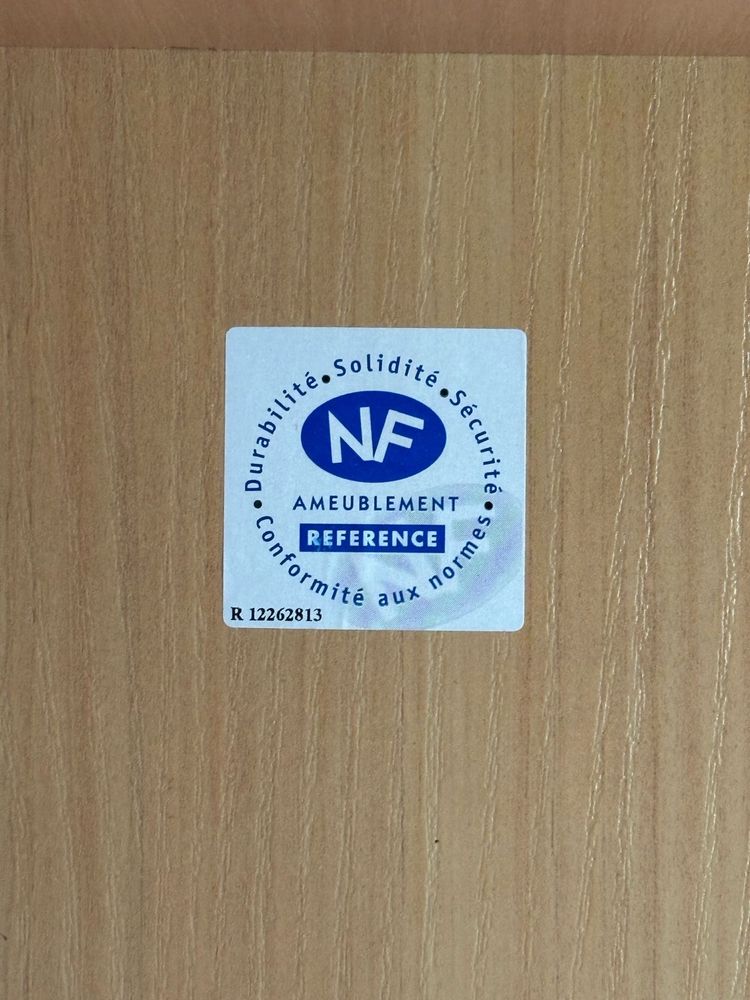 Durabilité • Solidité • Sécurité •
NF
AMEUBLEMENT
REFERENCE
Conformité aux normes •
R 12262813